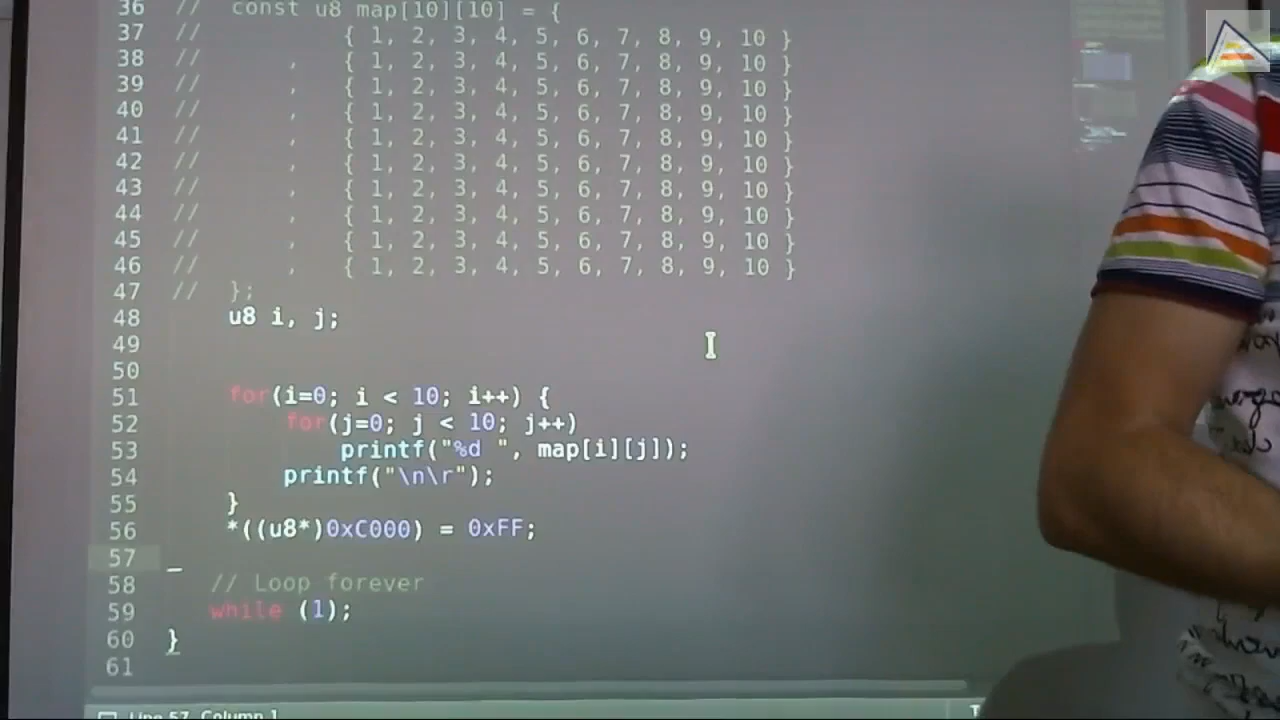 36 // const u8 map[10][10] = {
37 // { 1, 2, 3, 4, 5, 6, 7, 8, 9, 10 }
38 // , { 1, 2, 3, 4, 5, 6, 7, 8, 9, 10 }
39 // , { 1, 2, 3, 4, 5, 6, 7, 8, 9, 10 }
40 // , { 1, 2, 3, 4, 5, 6, 7, 8, 9, 10 }
41 // , { 1, 2, 3, 4, 5, 6, 7, 8, 9, 10 }
42 // , { 1, 2, 3, 4, 5, 6, 7, 8, 9, 10 }
43 // , { 1, 2, 3, 4, 5, 6, 7, 8, 9, 10 }
44 // , { 1, 2, 3, 4, 5, 6, 7, 8, 9, 10 }
45 // , { 1, 2, 3, 4, 5, 6, 7, 8, 9, 10 }
46 // , { 1, 2, 3, 4, 5, 6, 7, 8, 9, 10 }
47 // };
48 u8 i, j;
49
50
51 for(i=0; i < 10; i++) {
52 for(j=0; j < 10; j++)
53 printf("%d ", map[i][j]);
54 printf("\n\r");
55 }
56 *((u8*)0xC000) = 0xFF;
57
58 // Loop forever
59 while (1);
60 }
61
Line 57, Column 1